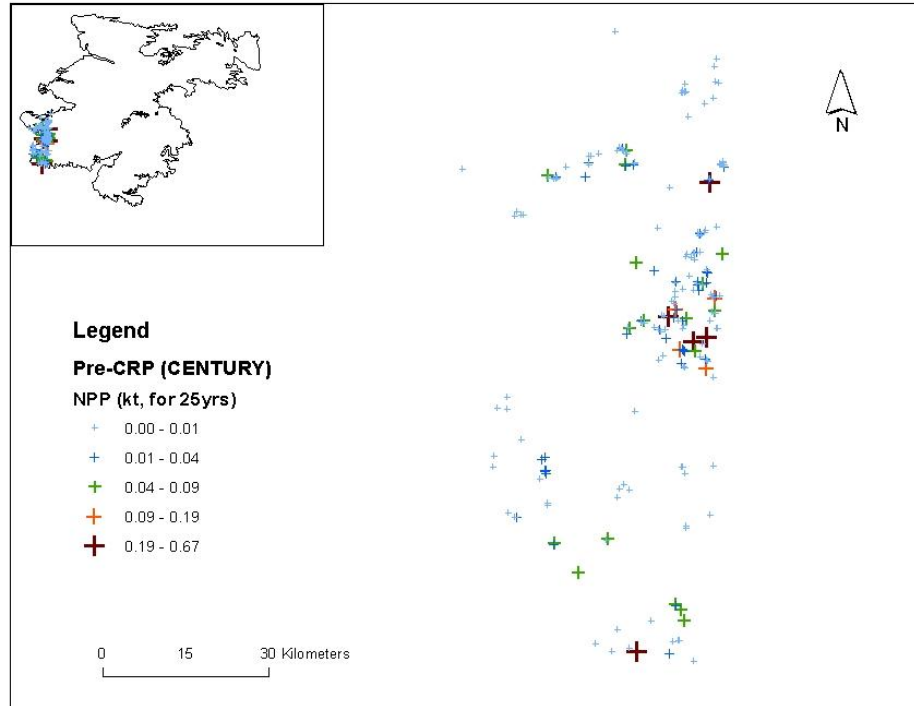 N
Legend
Pre-CRP (CENTURY)
NPP (kt, for 25yrs)
0.00 - 0.01
0.01 - 0.04
0.04 - 0.09
0.09 - 0.19
0.19 - 0.67
0 15 30 Kilometers